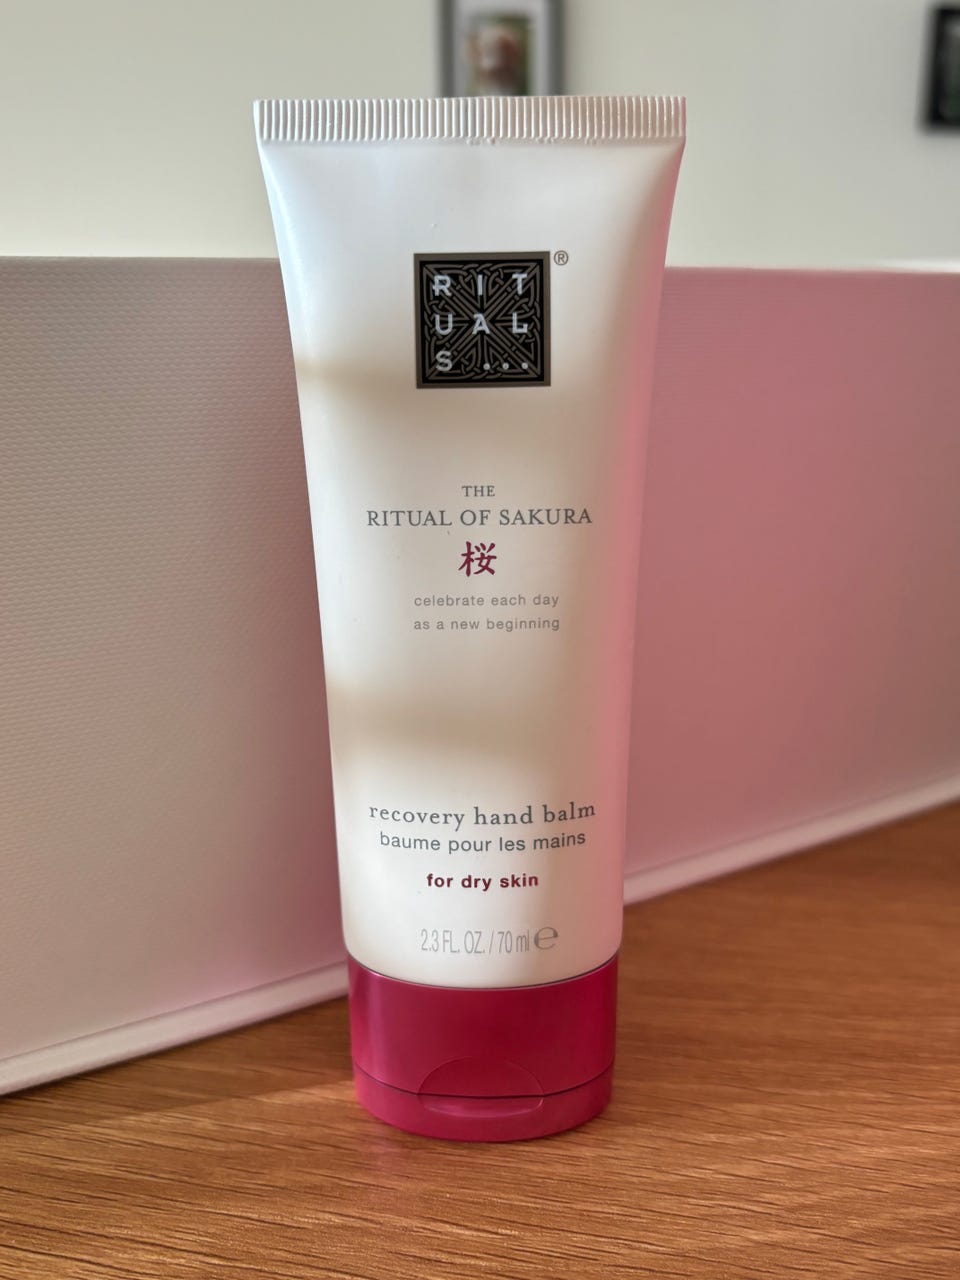 RIT
UAL
S...
®
THE
RITUAL OF SAKURA
桜
celebrate each day
as a new beginning
recovery hand balm
baume pour les mains
for dry skin
2.3 FL. OZ. / 70 ml ℮